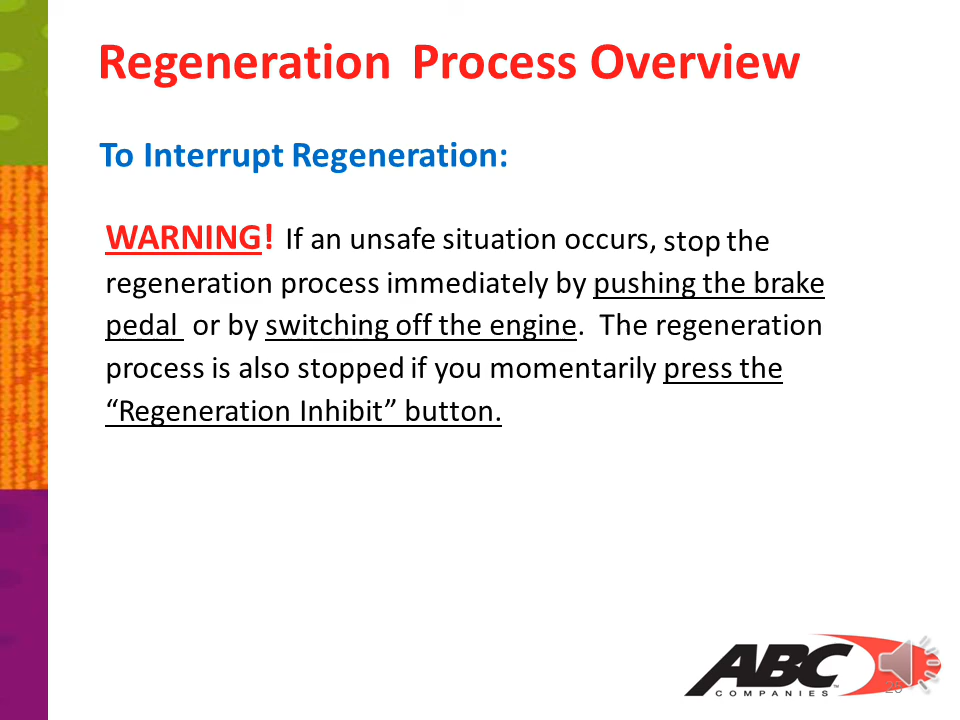 Regeneration Process Overview
To Interrupt Regeneration:
WARNING! If an unsafe situation occurs, stop the
regeneration process immediately by pushing the brake
pedal or by switching off the engine. The regeneration
process is also stopped if you momentarily press the
“Regeneration Inhibit” button.
ABC
COMPANIES™